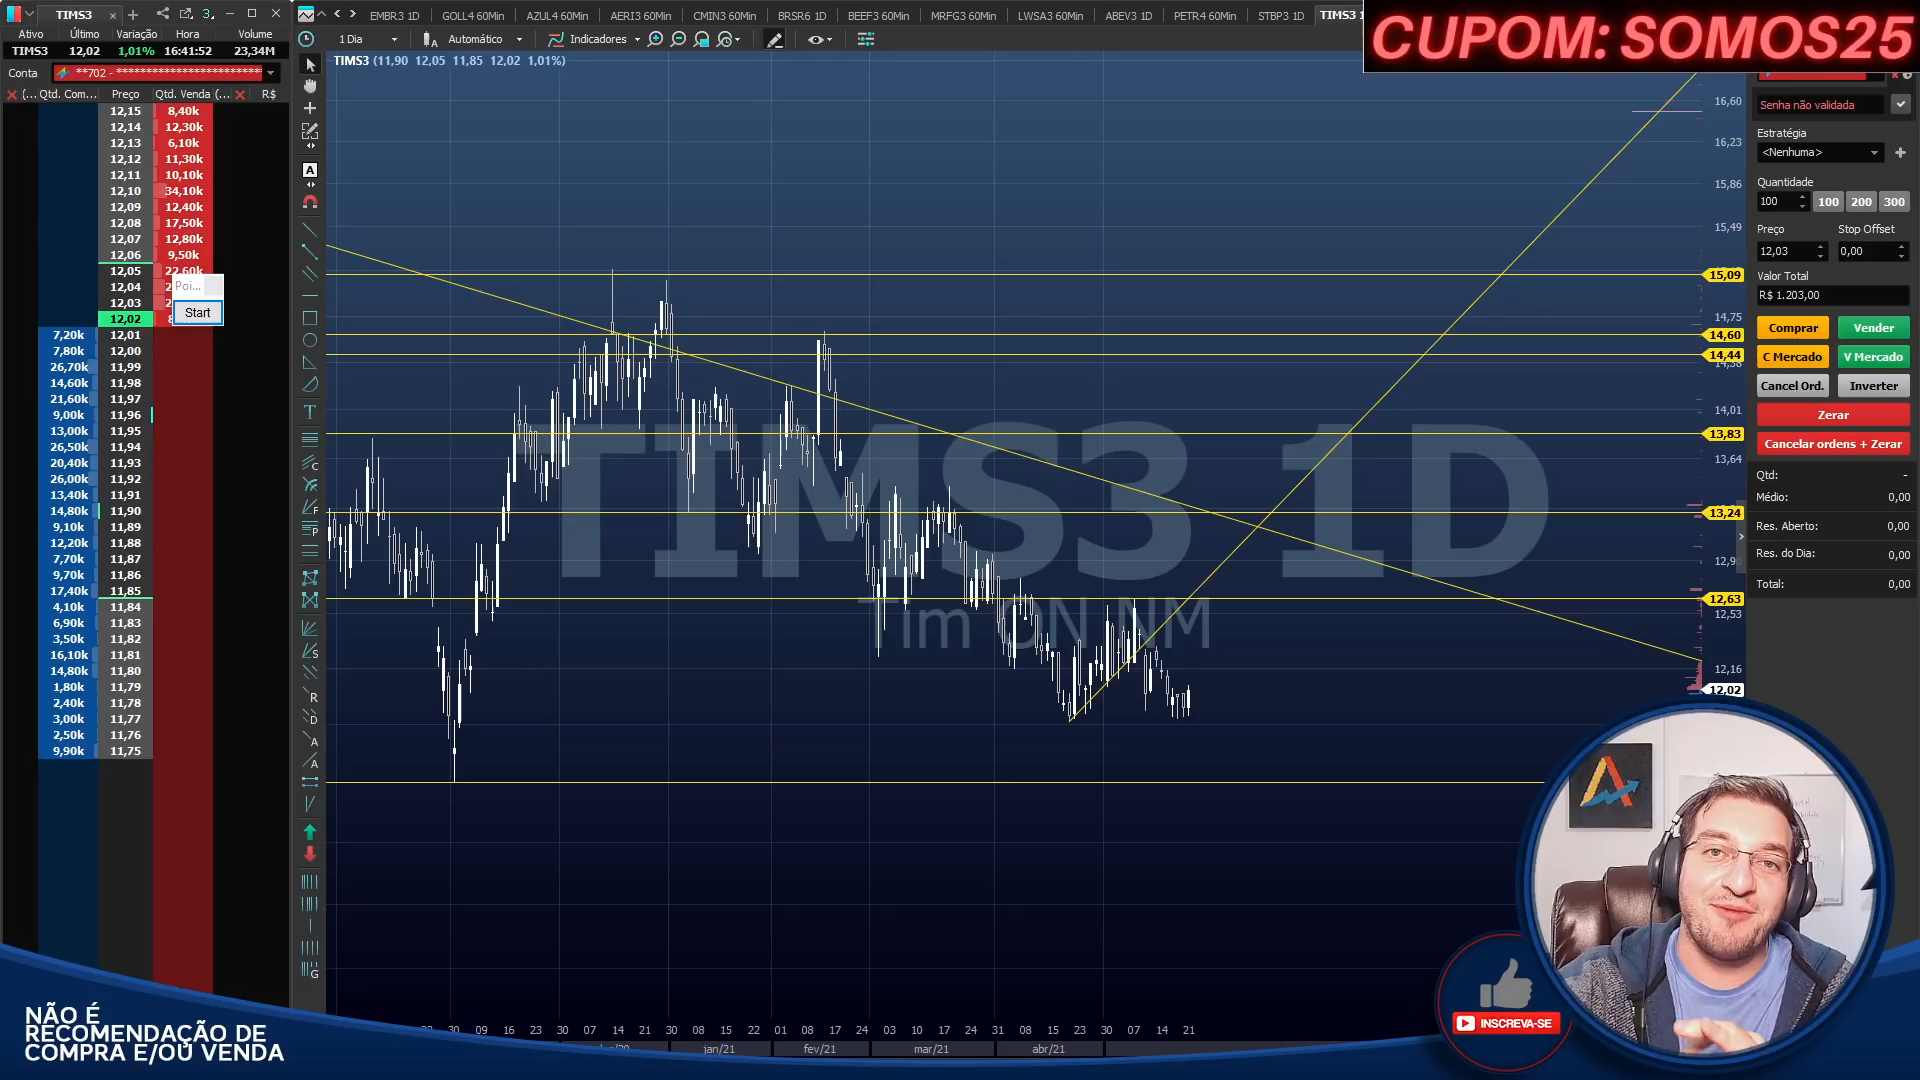 TIMS3
3
EMBR3 1D
GOLL4 60Min
AZUL4 60Min
AERI3 60Min
CMIN3 60Min
BRSR6 1D
BEEF3 60Min
MRFG3 60Min
LWSA3 60Min
ABEV3 1D
PETR4 60Min
STBP3 1D
TIMS3 1
CUPOM: SOMOS25
Ativo Último Variação Hora Volume
TIMS3 12,02 1,01% 16:41:52 23,34M
1 Dia Automático Indicadores
Conta **702 - **************************
TIMS3 (11,90 12,05 11,85 12,02 1,01%)
(... Qtd. Com... Preço Qtd. Venda (... R$
12,15 8,40k
12,14 12,30k
12,13 6,10k
12,12 11,30k
12,11 10,10k
12,10 34,10k
12,09 12,40k
12,08 17,50k
12,07 12,80k
12,06 9,50k
12,05 22,60k
12,04 2
12,03 2
12,02 8
Poi...
Start
7,20k 12,01
7,80k 12,00
26,70k 11,99
14,60k 11,98
21,60k 11,97
9,00k 11,96
13,00k 11,95
26,50k 11,94
20,40k 11,93
26,00k 11,92
13,40k 11,91
14,80k 11,90
9,10k 11,89
12,20k 11,88
7,70k 11,87
9,70k 11,86
17,40k 11,85
4,10k 11,84
6,90k 11,83
3,50k 11,82
16,10k 11,81
14,80k 11,80
1,80k 11,79
2,40k 11,78
3,00k 11,77
2,50k 11,76
9,90k 11,75
TIMS3 1D
Tim ON NM
16,60
16,23
15,86
15,49
15,09
14,75
14,60
14,44
14,01
13,83
13,64
13,24
12,9
12,63
12,53
12,16
12,02
Senha não validada
Estratégia
<Nenhuma>
Quantidade
100 100 200 300
Preço Stop Offset
12,03 0,00
Valor Total
R$ 1.203,00
Comprar Vender
C Mercado V Mercado
Cancel Ord. Inverter
Zerar
Cancelar ordens + Zerar
Qtd: -
Médio: 0,00
Res. Aberto: 0,00
Res. do Dia: 0,00
Total: 0,00
30 09 16 23 30 07 14 21 30 08 15 22 01 08 17 24 03 10 17 24 31 08 15 23 30 07 14 21
jan/21 fev/21 mar/21 abr/21
NÃO É
RECOMENDAÇÃO DE
COMPRA E/OU VENDA
INSCREVA-SE